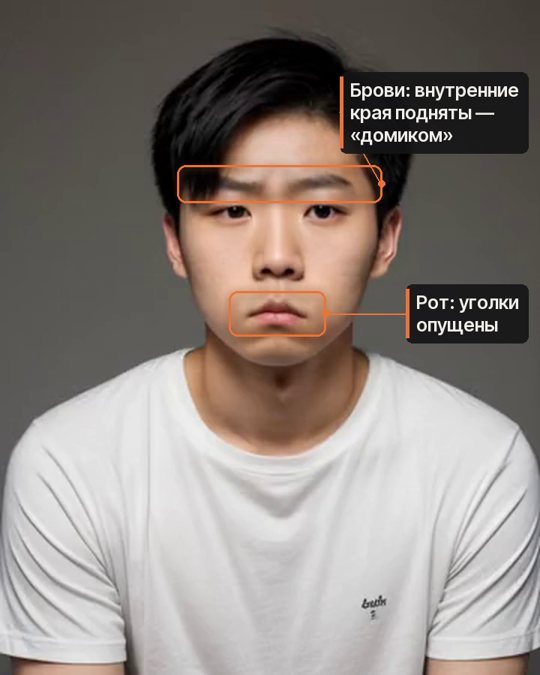 Брови: внутренние
края подняты —
«домиком»
Рот: уголки
опущены